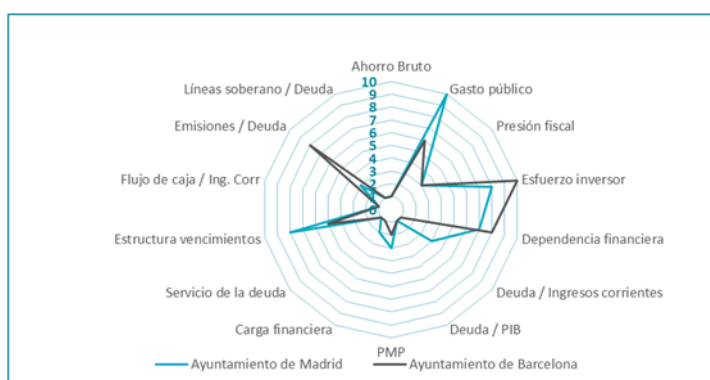 Ahorro Bruto
Líneas soberano / Deuda
Gasto público
Emisiones / Deuda
Presión fiscal
Flujo de caja / Ing. Corr
Esfuerzo inversor
Estructura vencimientos
Dependencia financiera
Servicio de la deuda
Deuda / Ingresos corrientes
Carga financiera
Deuda / PIB
PMP
10
9
8
7
6
5
4
3
2
0
Ayuntamiento de Madrid
Ayuntamiento de Barcelona